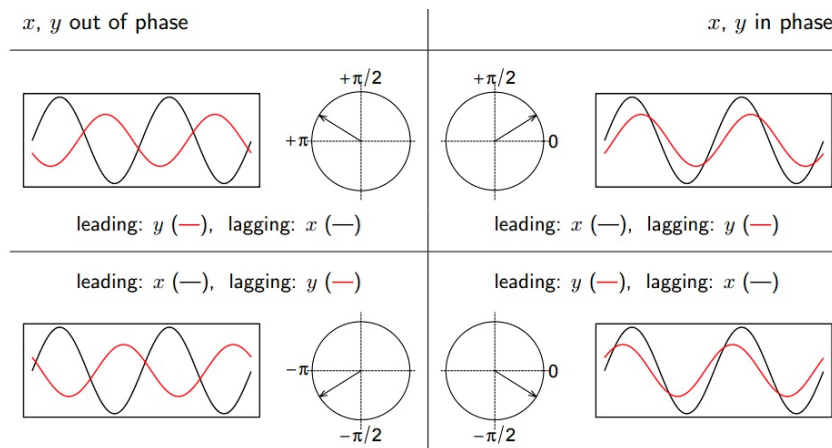 x, y out of phase
x, y in phase
+π/2
+π
leading: y (—), lagging: x (—)
+π/2
0
leading: x (—), lagging: y (—)
leading: x (—), lagging: y (—)
−π
−π/2
leading: y (—), lagging: x (—)
0
−π/2